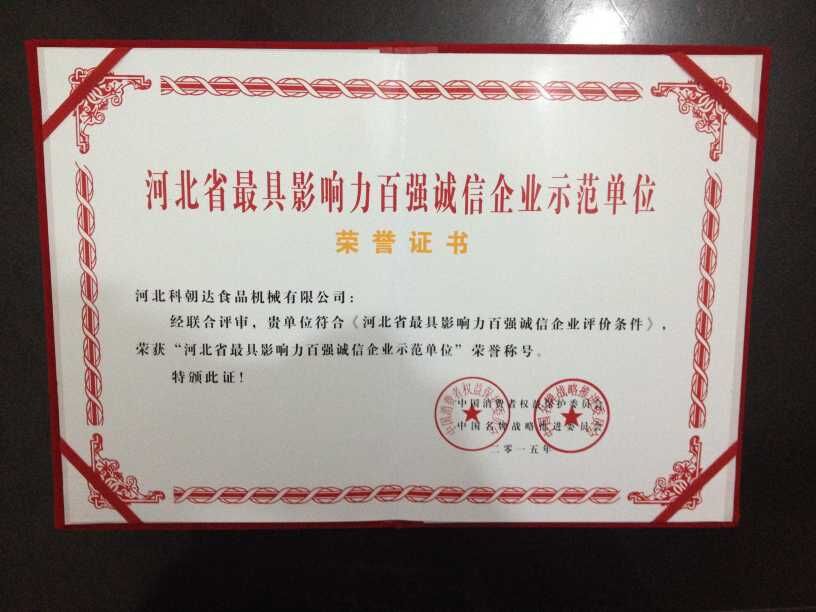 河北省最具影响力百强诚信企业示范单位
荣誉证书
河北科朝达食品机械有限公司：
经联合评审，贵单位符合《河北省最具影响力百强诚信企业评价条件》，
荣获“河北省最具影响力百强诚信企业示范单位”荣誉称号。
特颁此证！
中国消费者权益保护委员会
中国名牌战略推进委员会
二零一五年